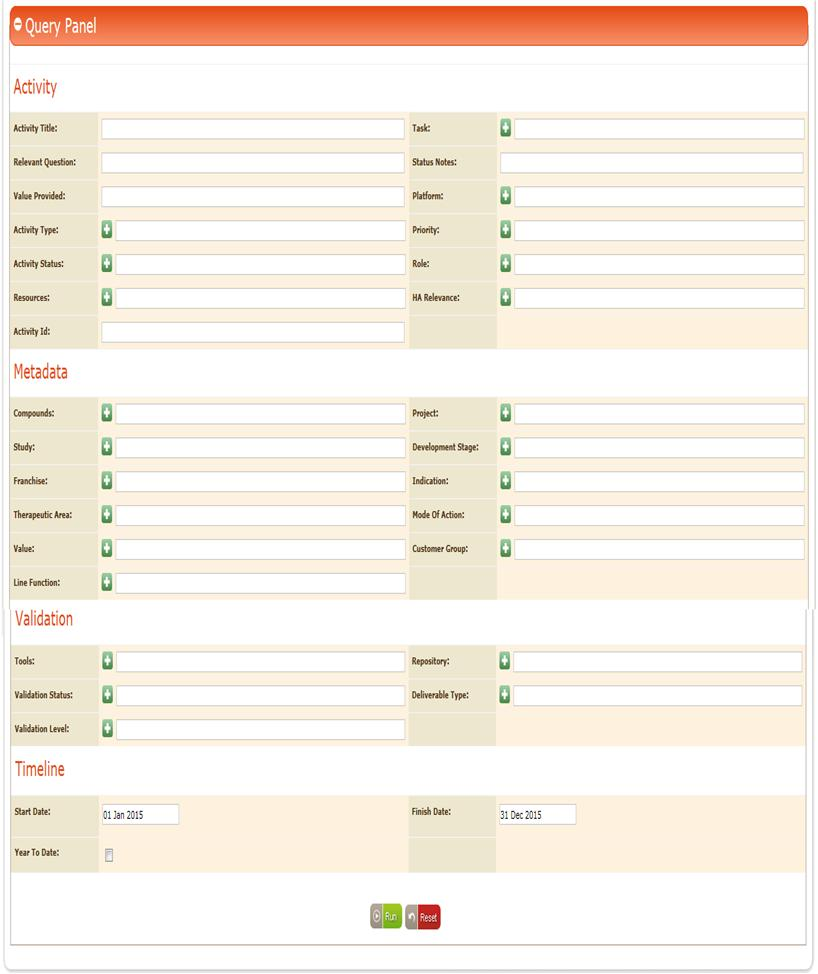 Query Panel
Activity
Activity Title: Task:
Relevant Question: Status Notes:
Value Provided: Platform:
Activity Type: Priority:
Activity Status: Role:
Resources: HA Relevance:
Activity Id:
Metadata
Compounds: Project:
Study: Development Stage:
Franchise: Indication:
Therapeutic Area: Mode Of Action:
Value: Customer Group:
Line Function:
Validation
Tools: Repository:
Validation Status: Deliverable Type:
Validation Level:
Timeline
Start Date: 01 Jan 2015 Finish Date: 31 Dec 2015
Year To Date:
Run Reset